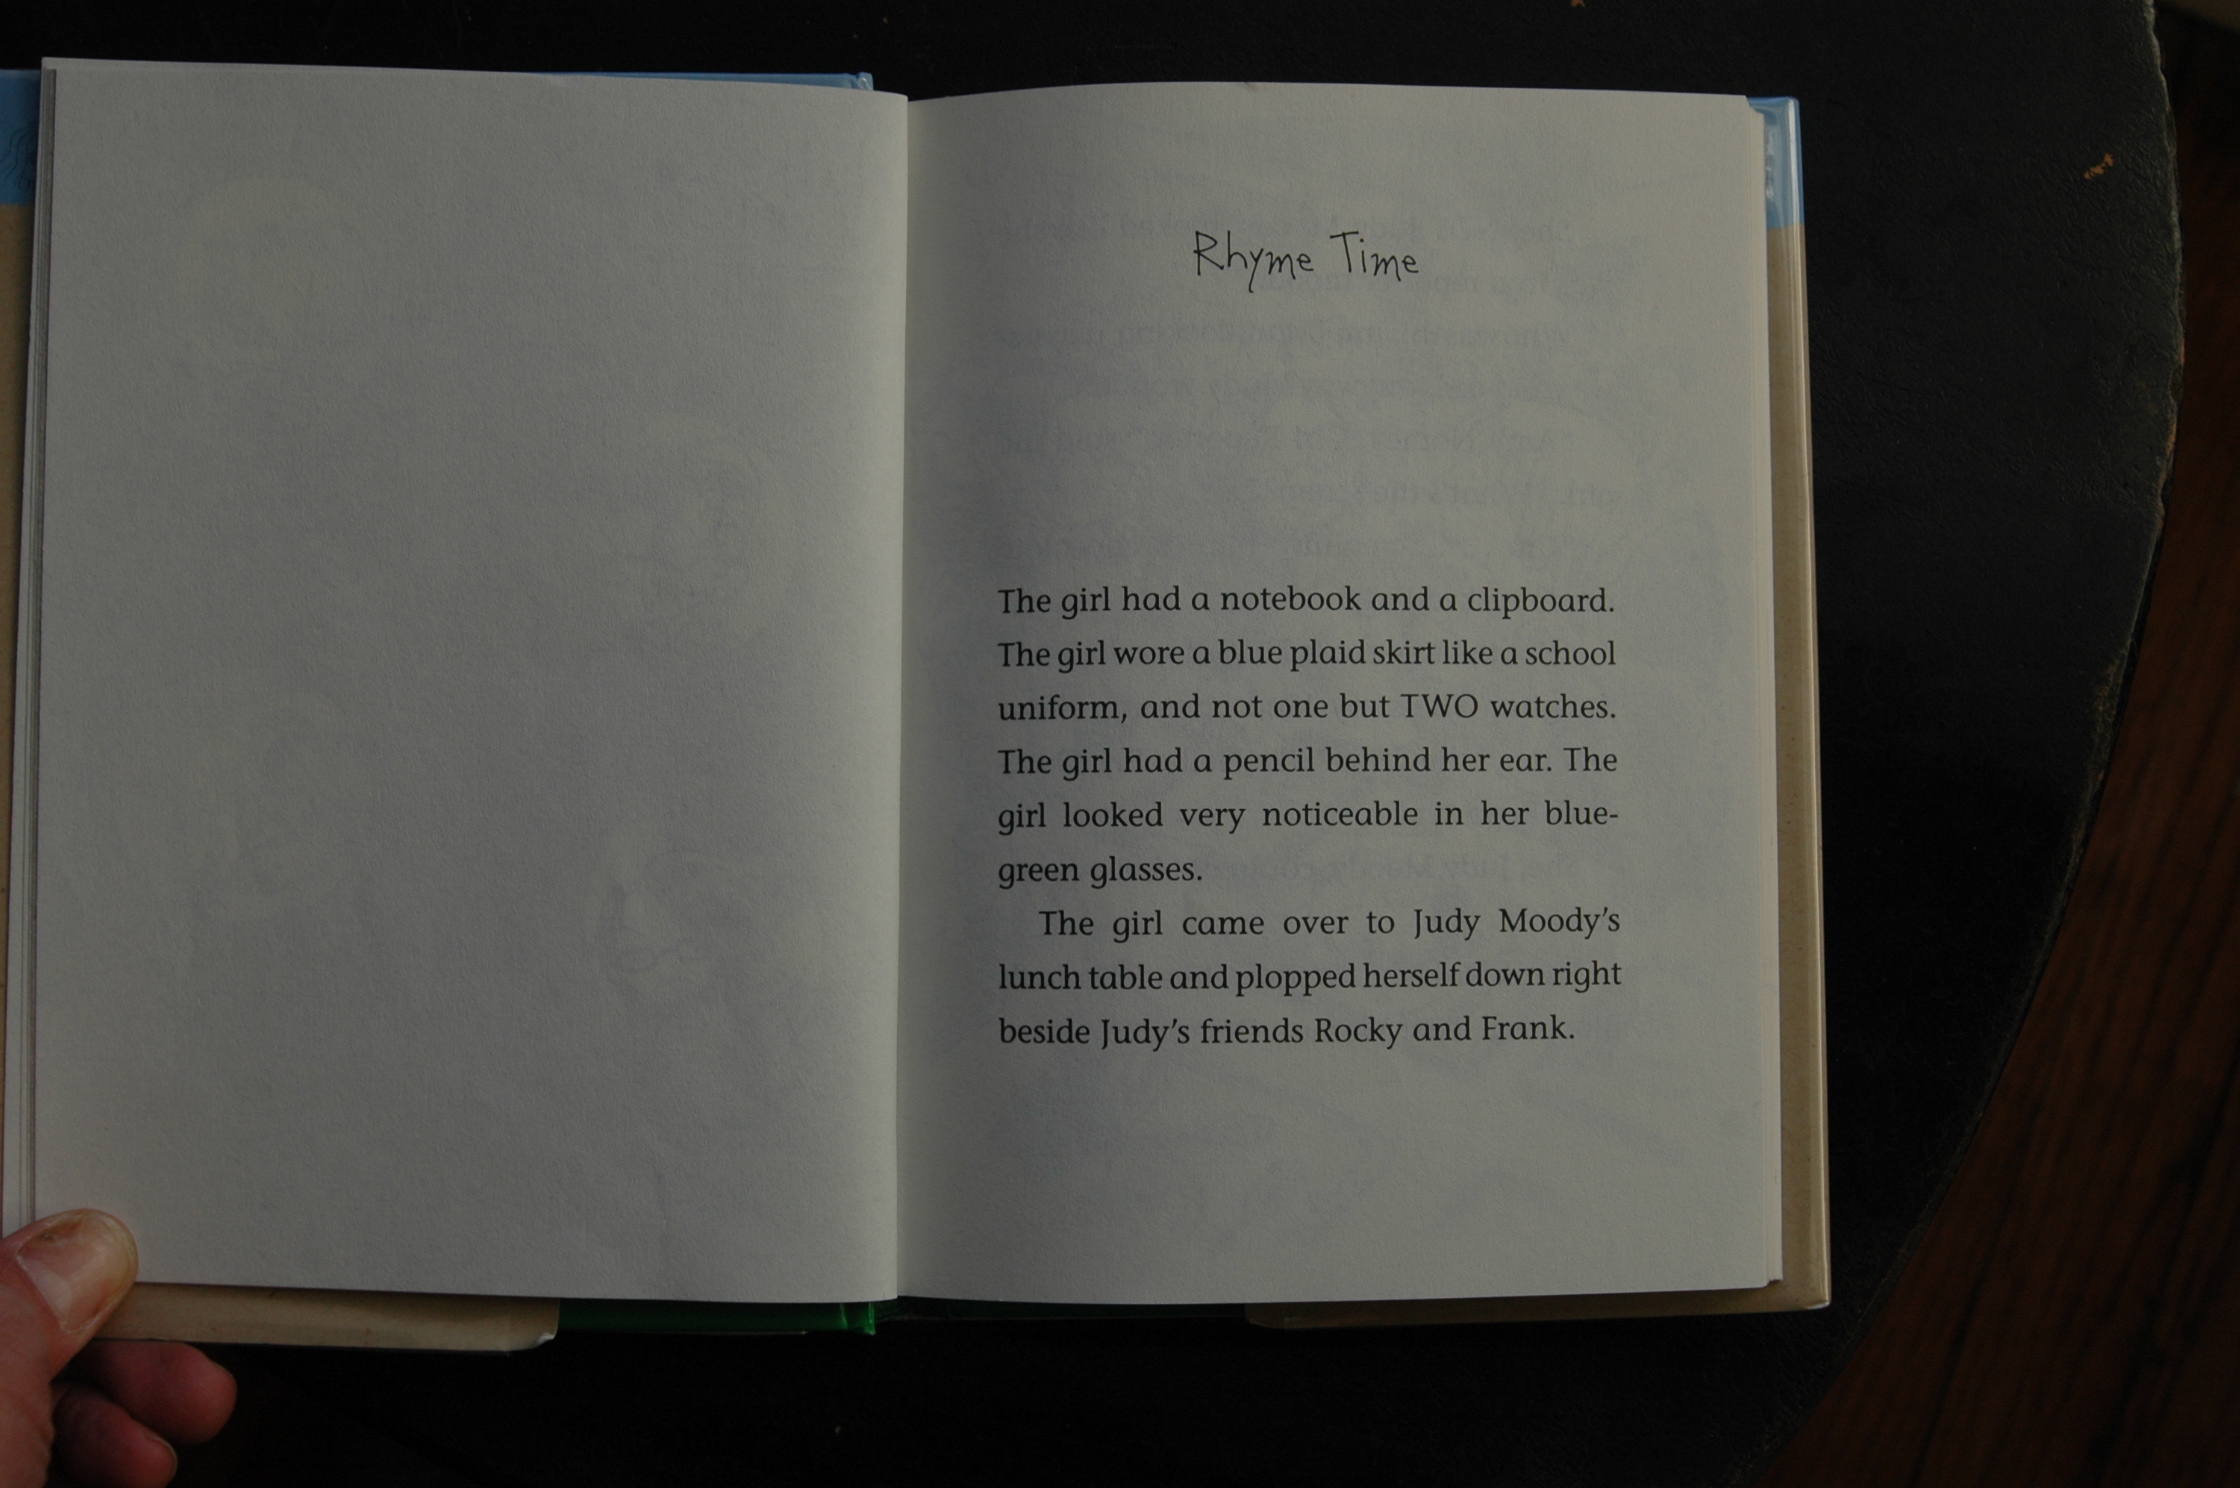 Rhyme Time
The girl had a notebook and a clipboard.
The girl wore a blue plaid skirt like a school
uniform, and not one but TWO watches.
The girl had a pencil behind her ear. The
girl looked very noticeable in her blue-
green glasses.
The girl came over to Judy Moody's
lunch table and plopped herself down right
beside Judy's friends Rocky and Frank.